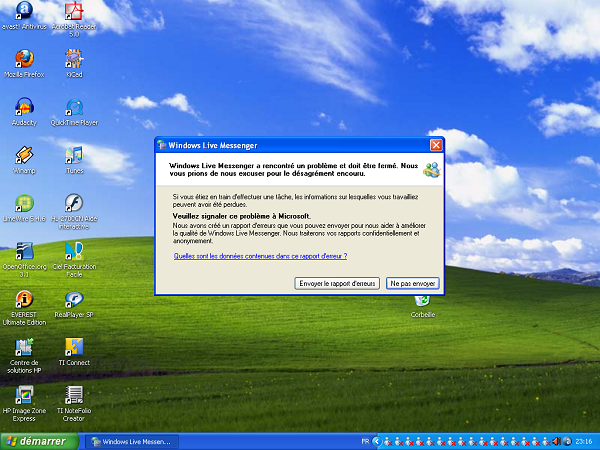 avast! Antivirus
Acrobat Reader
5.0
Mozilla Firefox
KiCad
Audacity
QuickTime Player
Winamp
iTunes
LimeWire 5.4.6
HL-2700CN Aide
interactive
OpenOffice.org
3.1
Ciel Facturation
Facile
EVEREST
Ultimate Edition
RealPlayer SP
Centre de
solutions HP
TI Connect
HP Image Zone
Express
TI NoteFolio
Creator
Corbeille
Windows Live Messenger
Windows Live Messenger a rencontré un problème et doit être fermé. Nous
vous prions de nous excuser pour le désagrément encouru.
Si vous étiez en train d'effectuer une tâche, les informations sur lesquelles vous travailliez
peuvent avoir été perdues.
Veuillez signaler ce problème à Microsoft.
Nous avons créé un rapport d'erreurs que vous pouvez envoyer pour nous aider à améliorer
la qualité de Windows Live Messenger. Nous traiterons vos rapports confidentiellement et
anonymement.
Quelles sont les données contenues dans ce rapport d'erreur ?
Envoyer le rapport d'erreurs
Ne pas envoyer
démarrer
Windows Live Messen...
FR
23:16